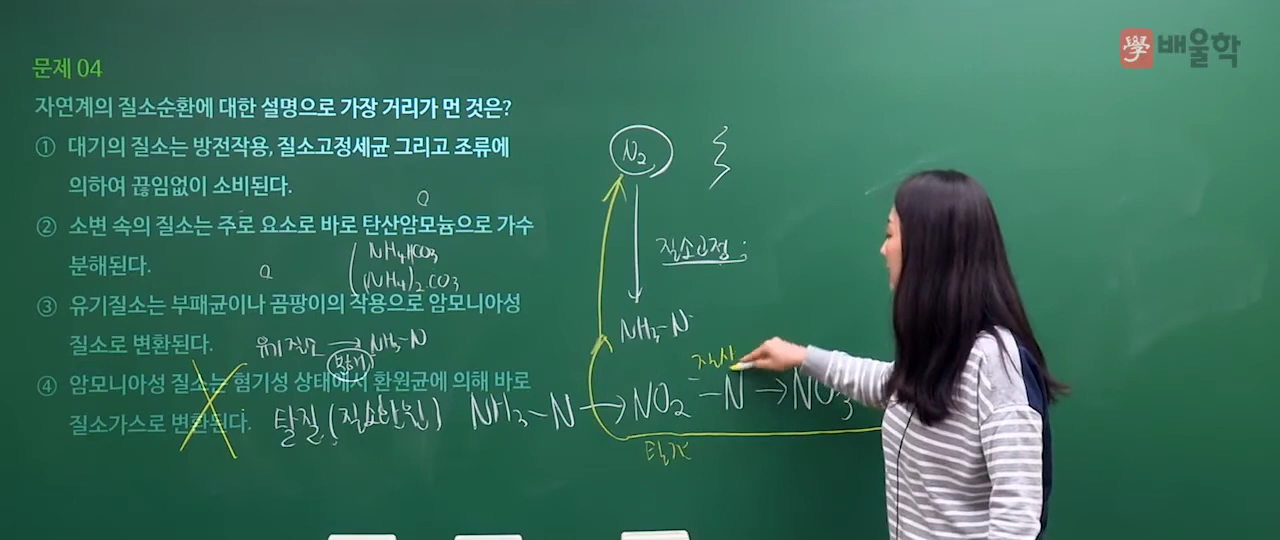 學 배울학
문제 04
자연계의 질소순환에 대한 설명으로 가장 거리가 먼 것은?
① 대기의 질소는 방전작용, 질소고정세균 그리고 조류에
의하여 끊임없이 소비된다.
② 소변 속의 질소는 주로 요소로 바로 탄산암모늄으로 가수
분해된다.
③ 유기질소는 부패균이나 곰팡이의 작용으로 암모니아성
질소로 변환된다.
④ 암모니아성 질소는 혐기성 상태에서 환원균에 의해 바로
질소가스로 변환된다.
(NH4)2CO3
유기질소 → NH3-N
탈질(질소환원)
N2
질소고정
NH3-N
질산
NH3-N → NO2-N → NO3
탈질